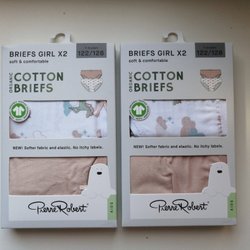 BRIEFS GIRL X2
soft & comfortable
122/128
ORGANIC
COTTON
BRIEFS
NEW! Softer fabric and elastic. No itchy labels.
Pierre Robert
KIDS
BRIEFS GIRL X2
soft & comfortable
122/128
ORGANIC
COTTON
BRIEFS
NEW! Softer fabric and elastic. No itchy labels.
Pierre Robert
KIDS